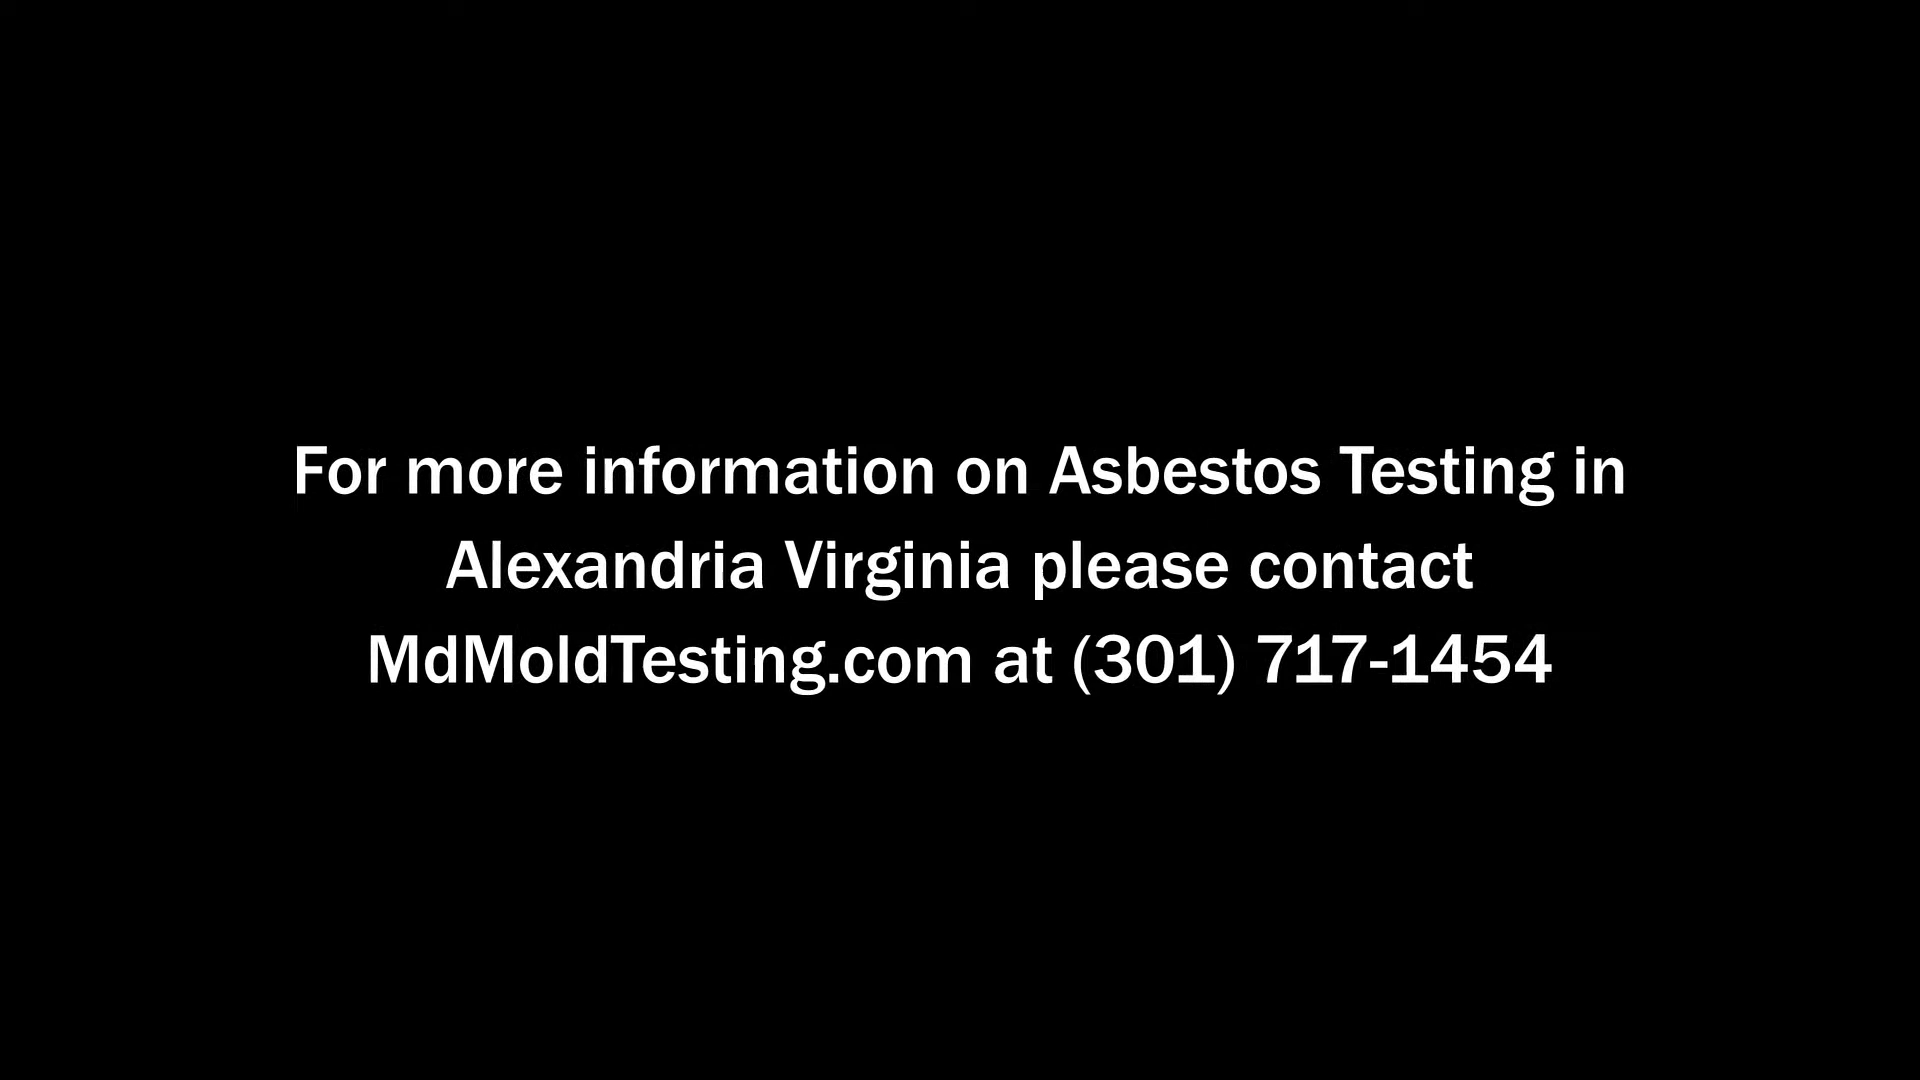 For more information on Asbestos Testing in
Alexandria Virginia please contact
MdMoldTesting.com at (301) 717-1454